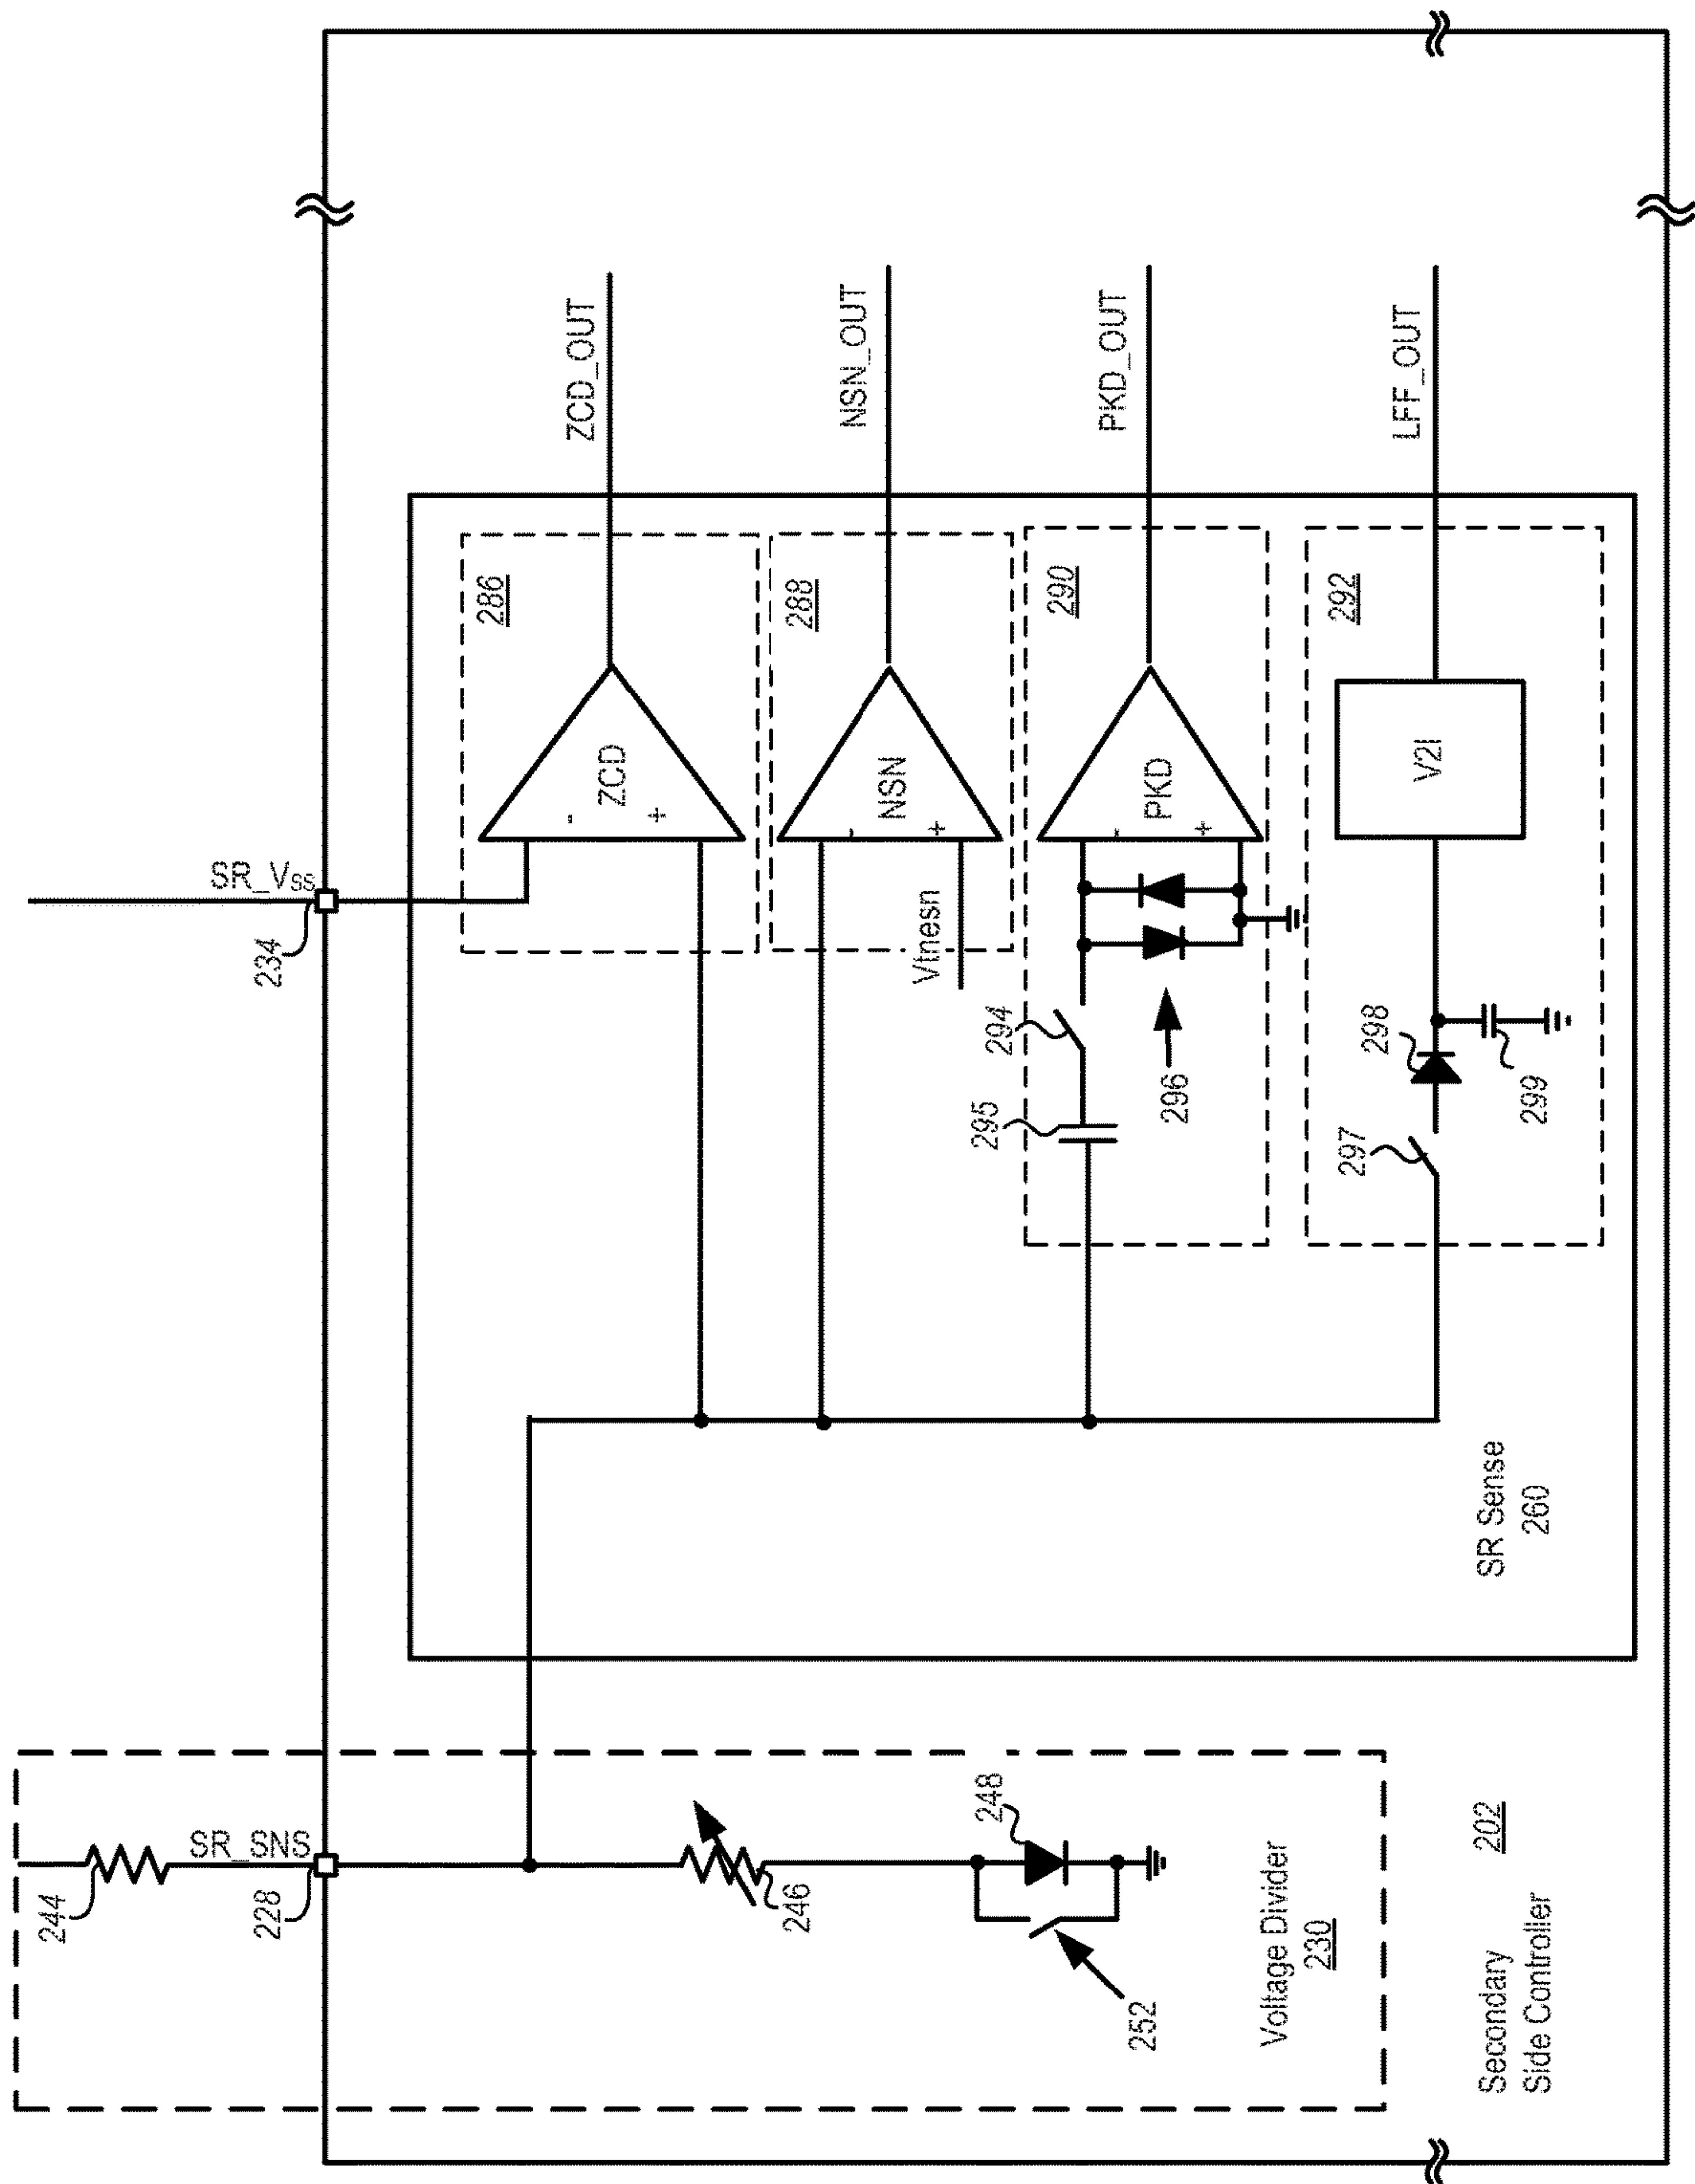 244
SR_SNS
228
246
248
252
Voltage Divider
230
Secondary
Side Controller
202
SR Sense
260
SR_VSS
234
286
ZCD
-
+
ZCD_OUT
288
NSN
-
+
Vtnesn
NSN_OUT
290
294
295
296
PKD
-
+
PKD_OUT
292
297
298
299
V2I
LFF_OUT